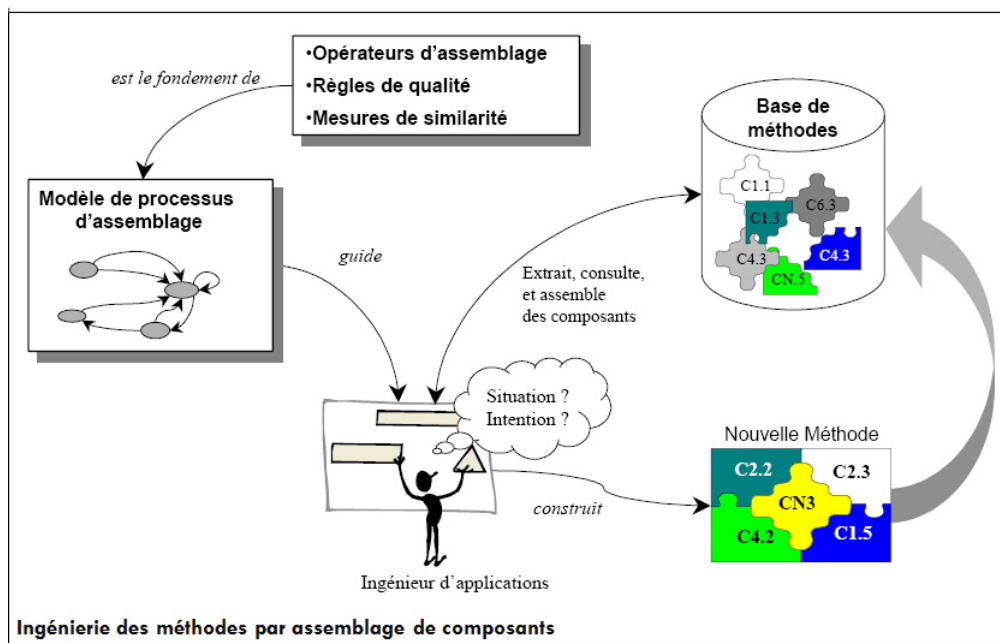 •Opérateurs d'assemblage
•Règles de qualité
•Mesures de similarité
est le fondement de
Base de
méthodes
C1.1
C6.3
C1.3
C4.3
C4.3
CN.5
Modèle de processus
d'assemblage
guide
Extrait, consulte,
et assemble
des composants
Situation ?
Intention ?
Nouvelle Méthode
C2.2
C2.3
CN3
C4.2
C1.5
construit
Ingénieur d'applications
Ingénierie des méthodes par assemblage de composants